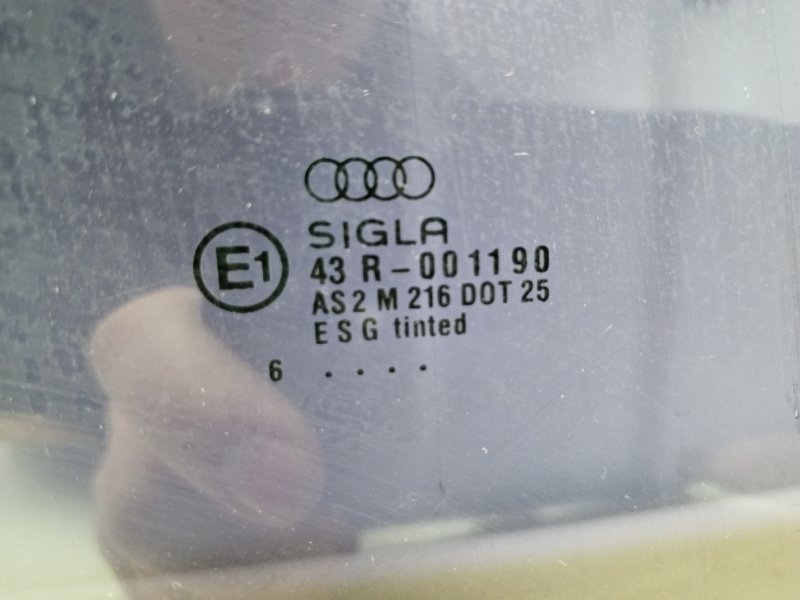 SIGLA
E1
43 R-001190
AS2 M 216 DOT 25
ESG tinted
6 . . . .